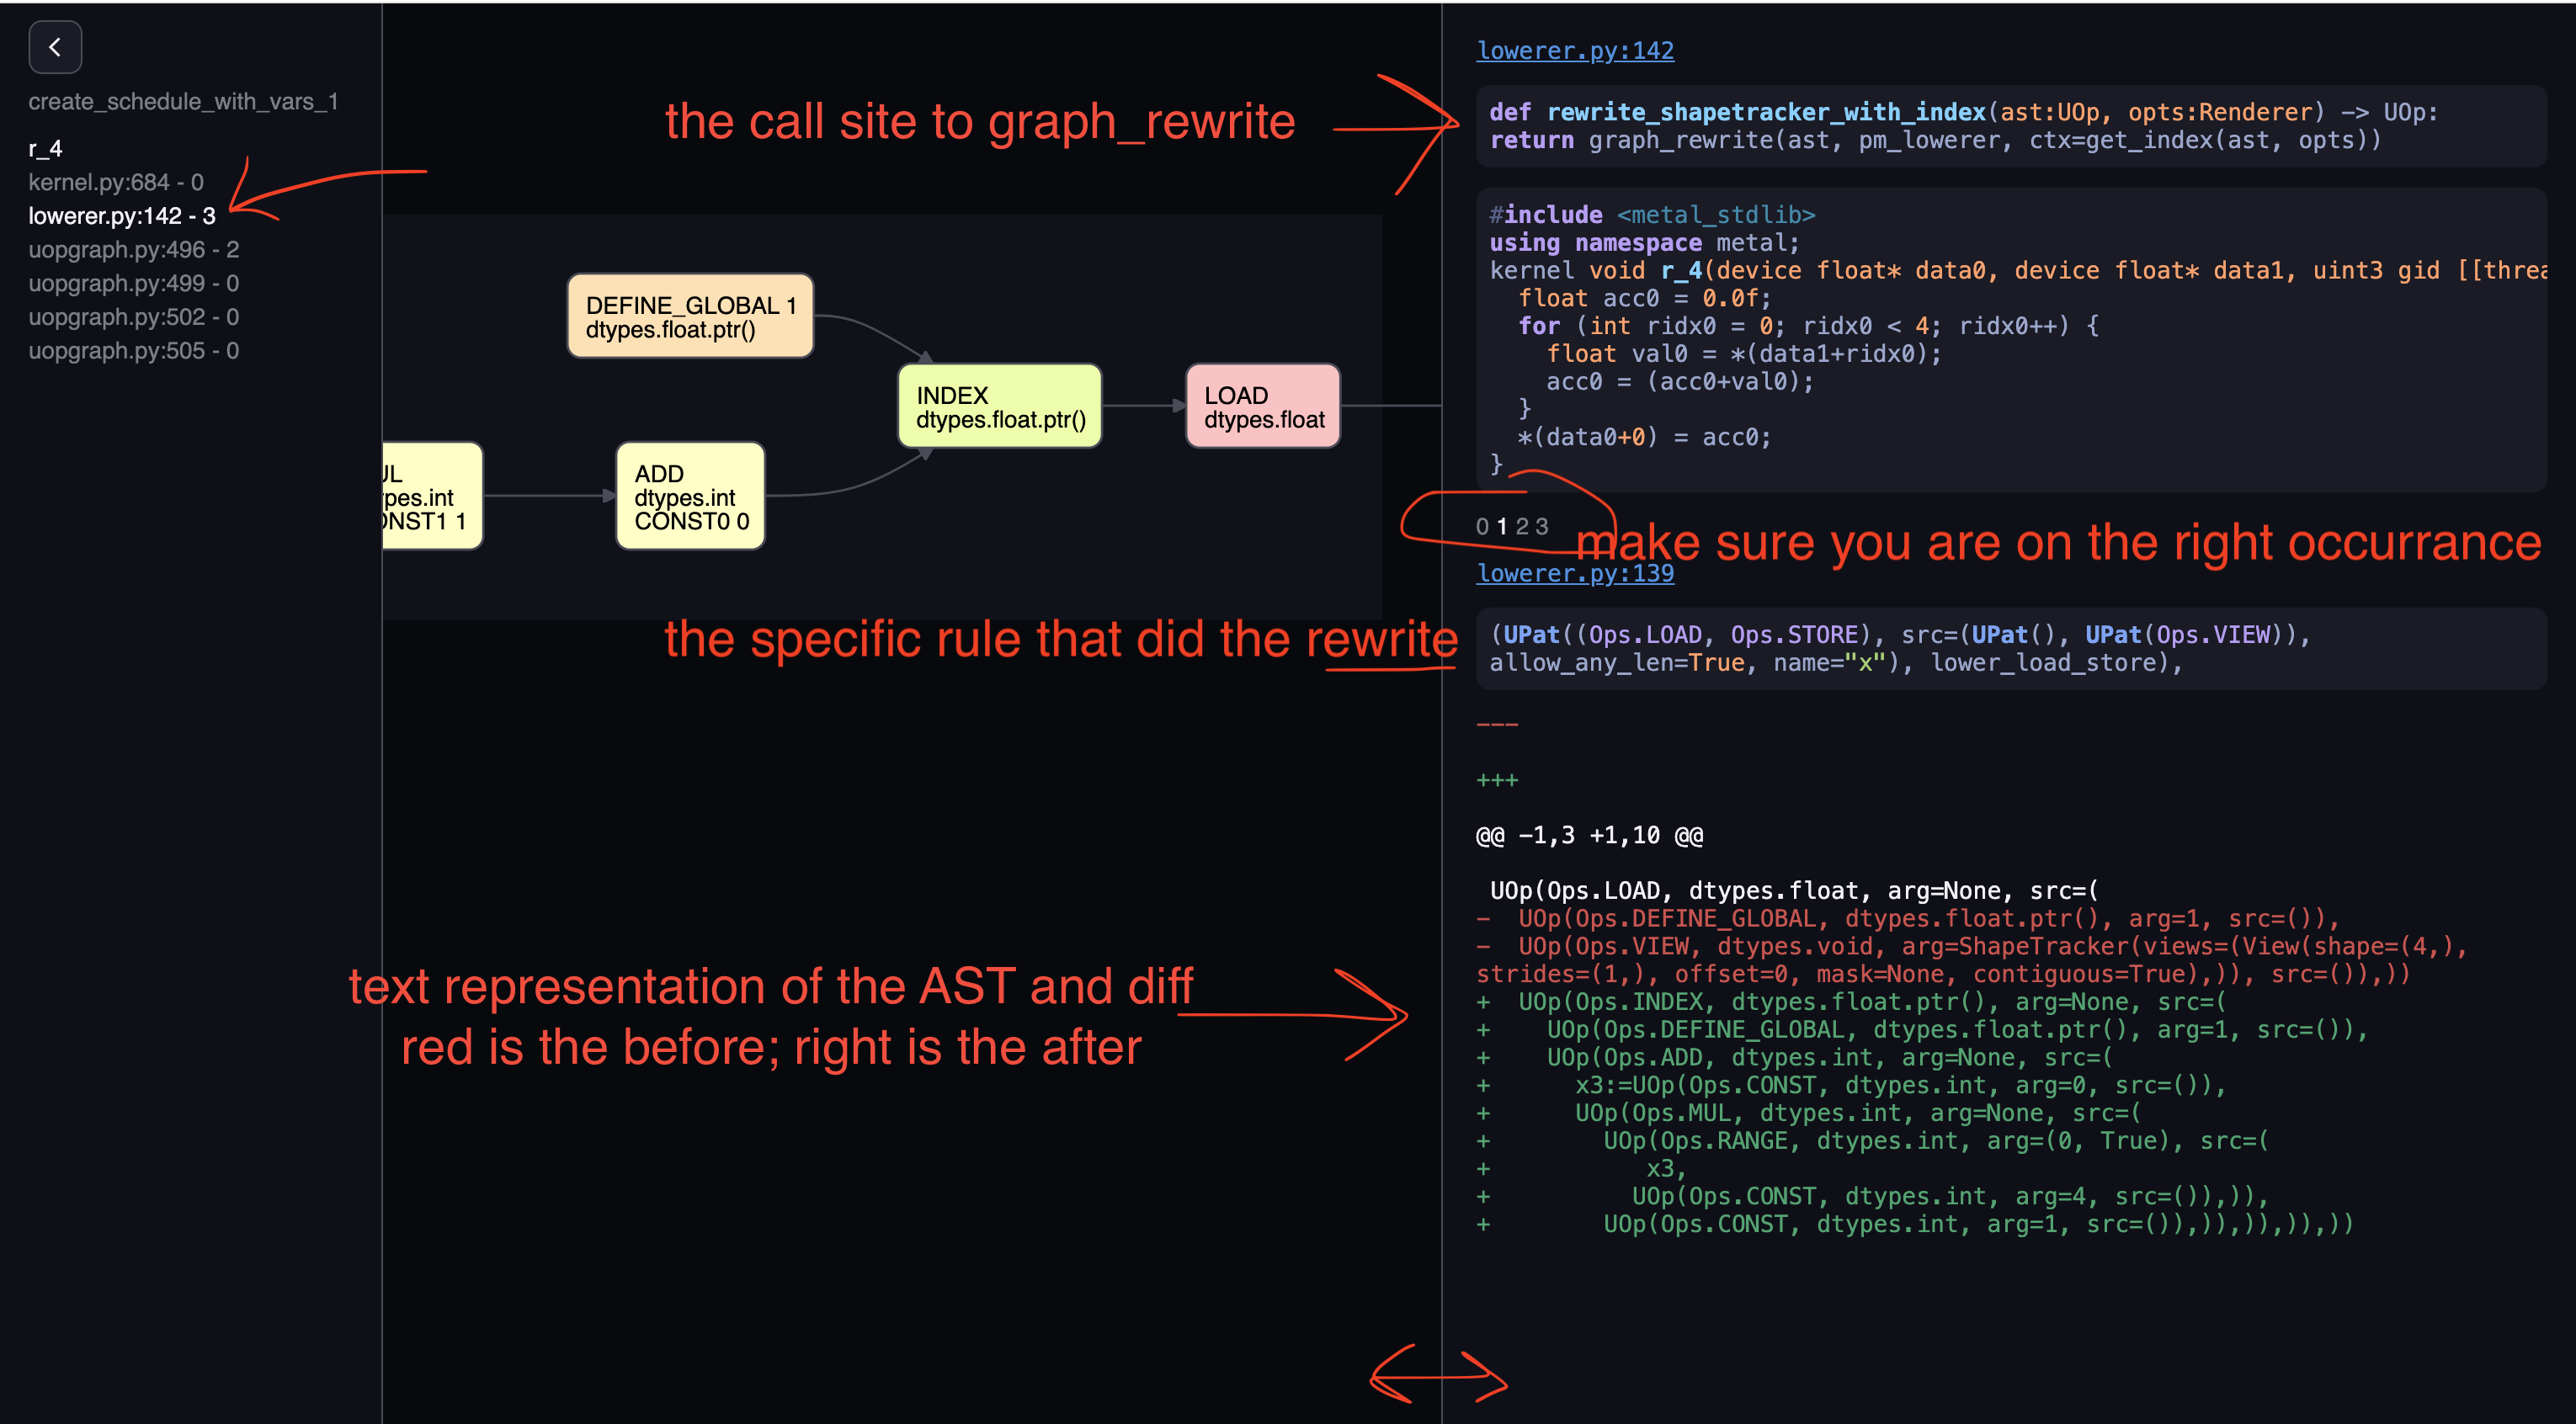 create_schedule_with_vars_1
r_4
kernel.py:684 - 0
lowerer.py:142 - 3
uopgraph.py:496 - 2
uopgraph.py:499 - 0
uopgraph.py:502 - 0
uopgraph.py:505 - 0
the call site to graph_rewrite
DEFINE_GLOBAL 1
dtypes.float.ptr()
INDEX
dtypes.float.ptr()
LOAD
dtypes.float
UL
pes.int
ONST1 1
ADD
dtypes.int
CONST0 0
the specific rule that did the rewrite
text representation of the AST and diff
red is the before; right is the after
lowerer.py:142
def rewrite_shapetracker_with_index(ast:UOp, opts:Renderer) -> UOp:
return graph_rewrite(ast, pm_lowerer, ctx=get_index(ast, opts))
#include <metal_stdlib>
using namespace metal;
kernel void r_4(device float* data0, device float* data1, uint3 gid [[threa
  float acc0 = 0.0f;
  for (int ridx0 = 0; ridx0 < 4; ridx0++) {
    float val0 = *(data1+ridx0);
    acc0 = (acc0+val0);
  }
  *(data0+0) = acc0;
}
0 1 2 3
make sure you are on the right occurrance
lowerer.py:139
(UPat((Ops.LOAD, Ops.STORE), src=(UPat(), UPat(Ops.VIEW)),
allow_any_len=True, name="x"), lower_load_store),
---
+++
@@ -1,3 +1,10 @@
 UOp(Ops.LOAD, dtypes.float, arg=None, src=(
-  UOp(Ops.DEFINE_GLOBAL, dtypes.float.ptr(), arg=1, src=()),
-  UOp(Ops.VIEW, dtypes.void, arg=ShapeTracker(views=(View(shape=(4,),
strides=(1,), offset=0, mask=None, contiguous=True),)), src=()),))
+  UOp(Ops.INDEX, dtypes.float.ptr(), arg=None, src=(
+    UOp(Ops.DEFINE_GLOBAL, dtypes.float.ptr(), arg=1, src=()),
+    UOp(Ops.ADD, dtypes.int, arg=None, src=(
+      x3:=UOp(Ops.CONST, dtypes.int, arg=0, src=()),
+      UOp(Ops.MUL, dtypes.int, arg=None, src=(
+        UOp(Ops.RANGE, dtypes.int, arg=(0, True), src=(
+           x3,
+          UOp(Ops.CONST, dtypes.int, arg=4, src=()),)),
+        UOp(Ops.CONST, dtypes.int, arg=1, src=()),)),)),)),))